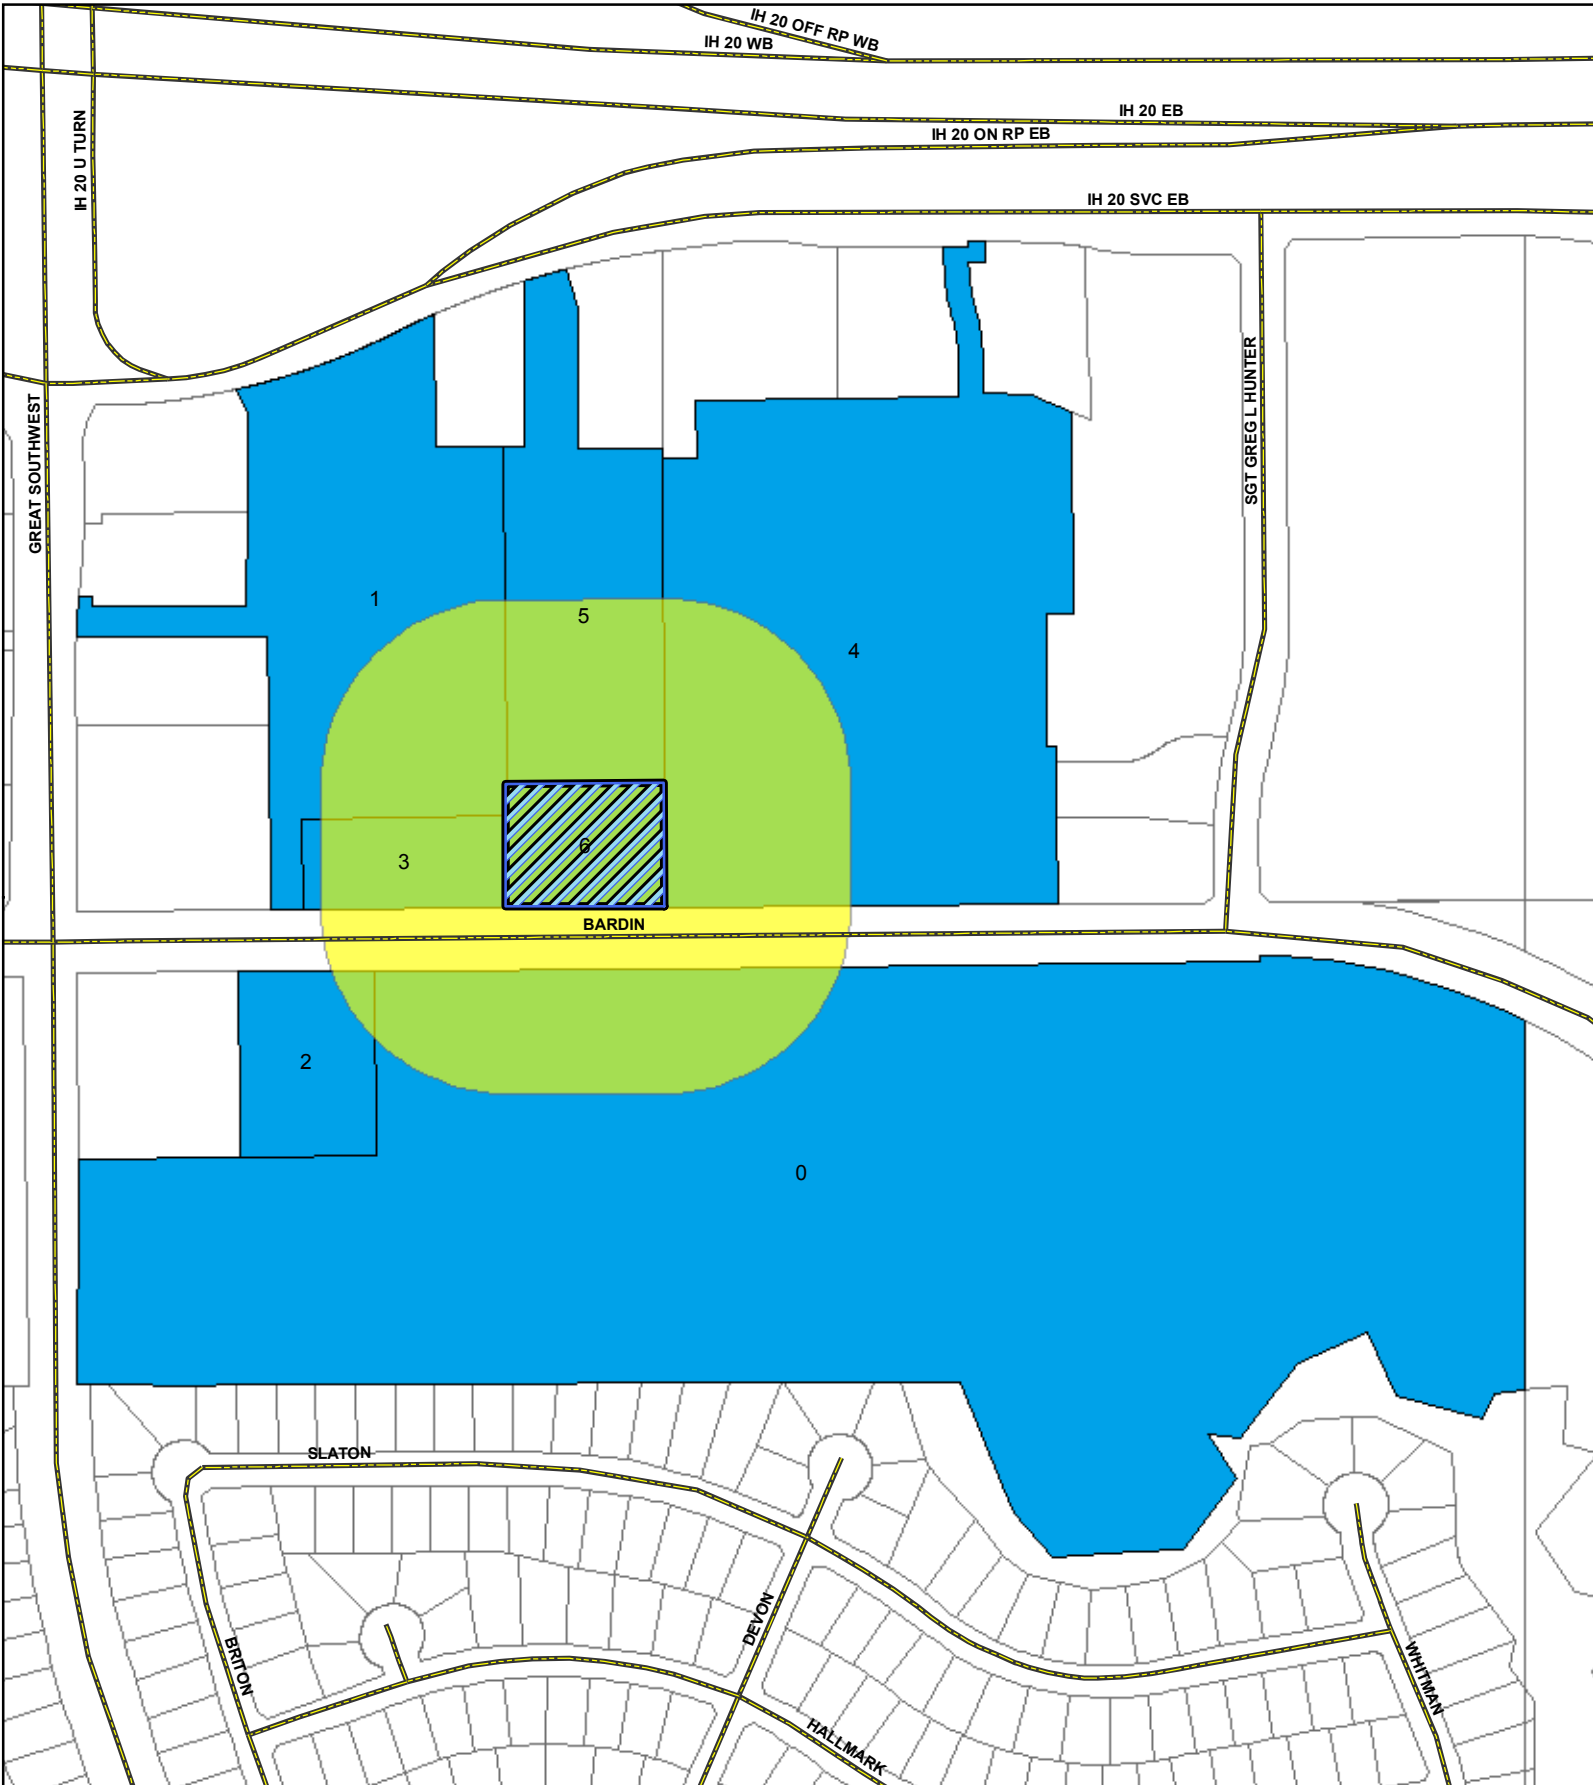 IH 20 OFF RP WB
IH 20 WB
IH 20 EB
IH 20 ON RP EB
IH 20 U TURN
IH 20 SVC EB
SGT GREG L HUNTER
GREAT SOUTHWEST
1
5
4
6
3
BARDIN
2
0
SLATON
DEVON
BRITON
WHITMAN
HALLMARK